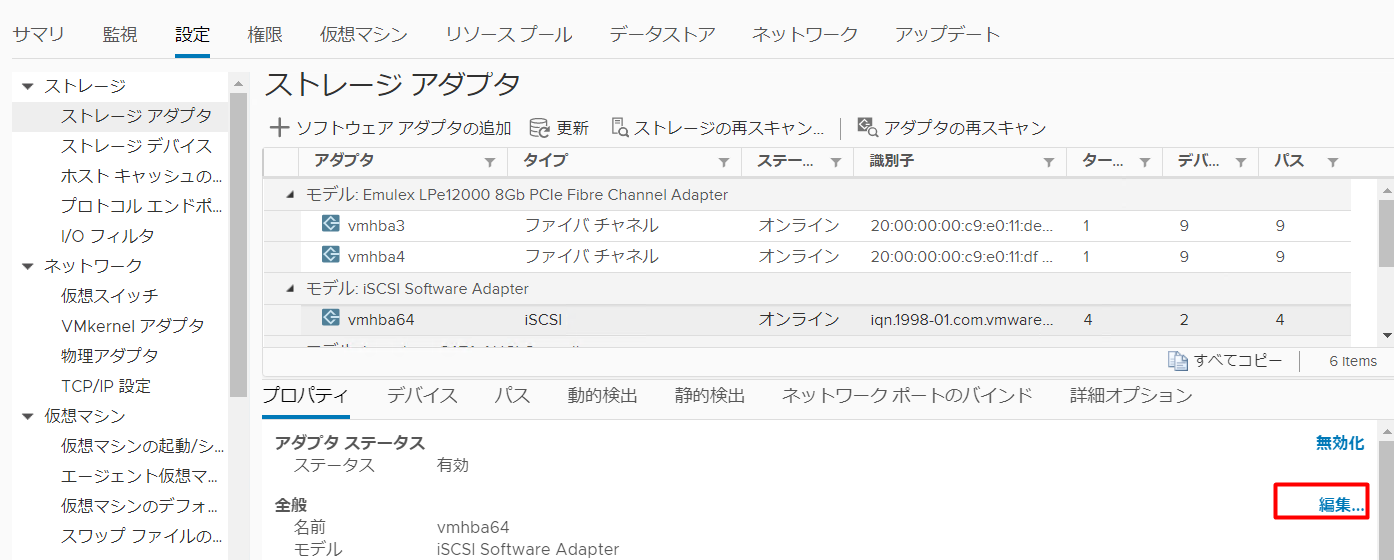 サマリ 監視 設定 権限 仮想マシン リソース プール データストア ネットワーク アップデート
ストレージ
ストレージ アダプタ
ストレージ デバイス
ホスト キャッシュの...
プロトコル エンドポ...
I/O フィルタ
ネットワーク
仮想スイッチ
VMkernel アダプタ
物理アダプタ
TCP/IP 設定
仮想マシン
仮想マシンの起動/シ...
エージェント仮想マ...
仮想マシンのデフォ...
スワップ ファイルの...
ストレージ アダプタ
ソフトウェア アダプタの追加 更新 ストレージの再スキャン... アダプタの再スキャン
アダプタ タイプ ステー... 識別子 ター... デバ... パス
モデル: Emulex LPe12000 8Gb PCIe Fibre Channel Adapter
vmhba3 ファイバ チャネル オンライン 20:00:00:00:c9:e0:11:de... 1 9 9
vmhba4 ファイバ チャネル オンライン 20:00:00:00:c9:e0:11:df ... 1 9 9
モデル: iSCSI Software Adapter
vmhba64 iSCSI オンライン iqn.1998-01.com.vmware... 4 2 4
すべてコピー 6 items
プロパティ デバイス パス 動的検出 静的検出 ネットワーク ポートのバインド 詳細オプション
アダプタ ステータス 無効化
ステータス 有効
全般 編集...
名前 vmhba64
モデル iSCSI Software Adapter